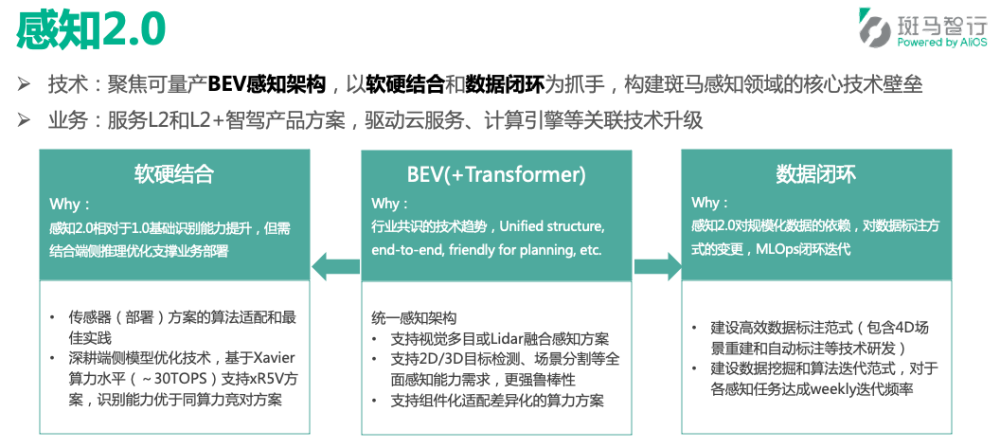 感知2.0
斑马智行
Powered by AliOS
➢ 技术：聚焦可量产BEV感知架构，以软硬结合和数据闭环为抓手，构建斑马感知领域的核心技术壁垒
➢ 业务：服务L2和L2+智驾产品方案，驱动云服务、计算引擎等关联技术升级
软硬结合
Why：
感知2.0相对于1.0基础识别能力提升，但需
结合端侧推理优化支撑业务部署
• 传感器（部署）方案的算法适配和最
佳实践
• 深耕端侧模型优化技术，基于Xavier
算力水平（～30TOPS）支持xR5V方
案，识别能力优于同算力竞对方案
BEV(+Transformer)
Why：
行业共识的技术趋势，Unified structure,
end-to-end, friendly for planning, etc.
统一感知架构
• 支持视觉多目或Lidar融合感知方案
• 支持2D/3D目标检测、场景分割等全
面感知能力需求，更强鲁棒性
• 支持组件化适配差异化的算力方案
数据闭环
Why：
感知2.0对规模化数据的依赖，对数据标注方
式的变更，MLOps闭环迭代
• 建设高效数据标注范式（包含4D场
景重建和自动标注等技术研发）
• 建设数据挖掘和算法迭代范式，对于
各感知任务达成weekly迭代频率